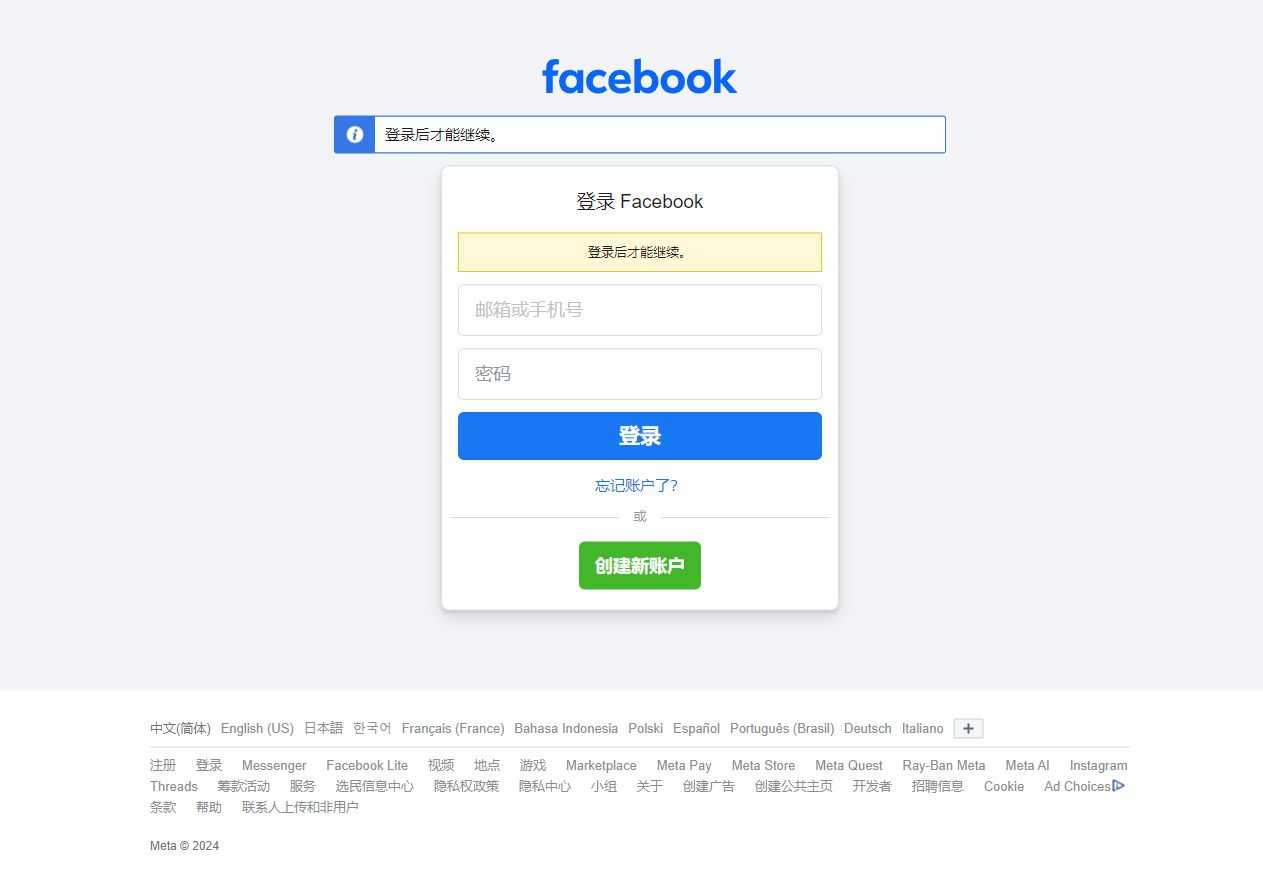 facebook
登录后才能继续。
登录 Facebook
登录后才能继续。
邮箱或手机号
密码
登录
忘记账户了?
或
创建新账户
中文(简体) English (US) 日本語 한국어 Français (France) Bahasa Indonesia Polski Español Português (Brasil) Deutsch Italiano +
注册 登录 Messenger Facebook Lite 视频 地点 游戏 Marketplace Meta Pay Meta Store Meta Quest Ray-Ban Meta Meta AI Instagram
Threads 筹款活动 服务 选民信息中心 隐私权政策 隐私中心 小组 关于 创建广告 创建公共主页 开发者 招聘信息 Cookie Ad Choices
条款 帮助 联系人上传和非用户
Meta © 2024